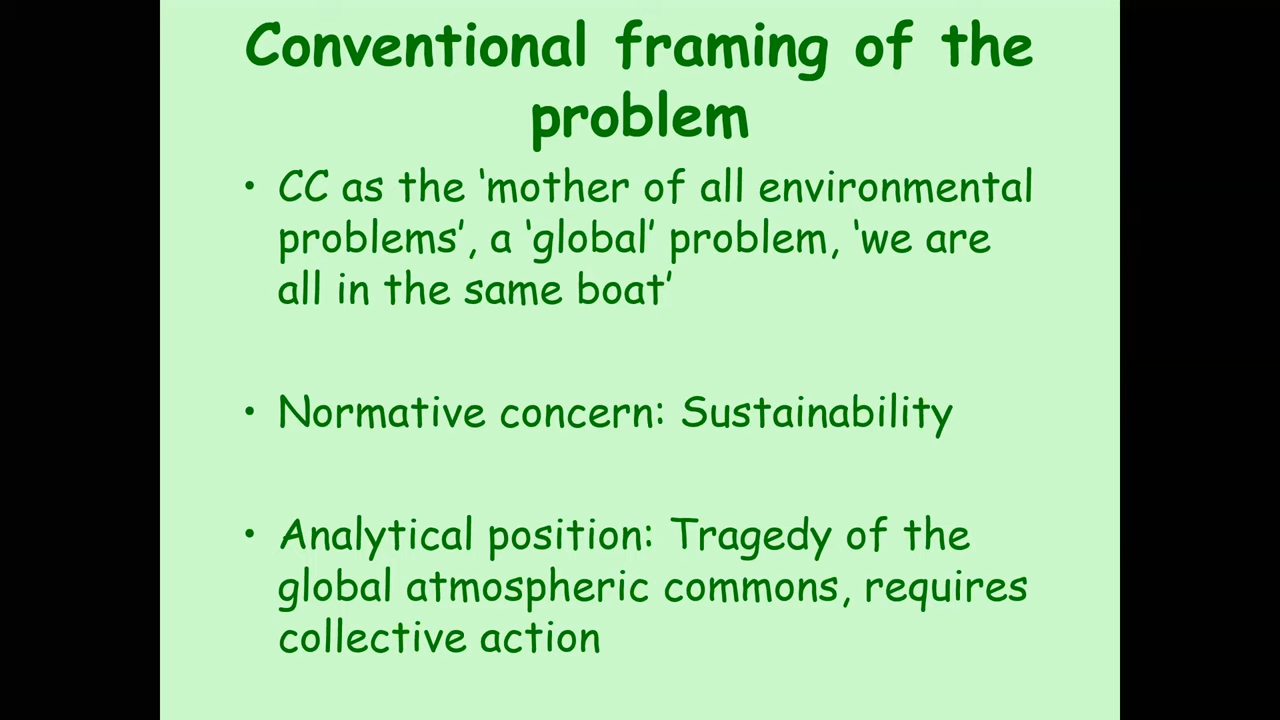 Conventional framing of the
problem
• CC as the ‘mother of all environmental
problems’, a ‘global’ problem, ‘we are
all in the same boat’
• Normative concern: Sustainability
• Analytical position: Tragedy of the
global atmospheric commons, requires
collective action